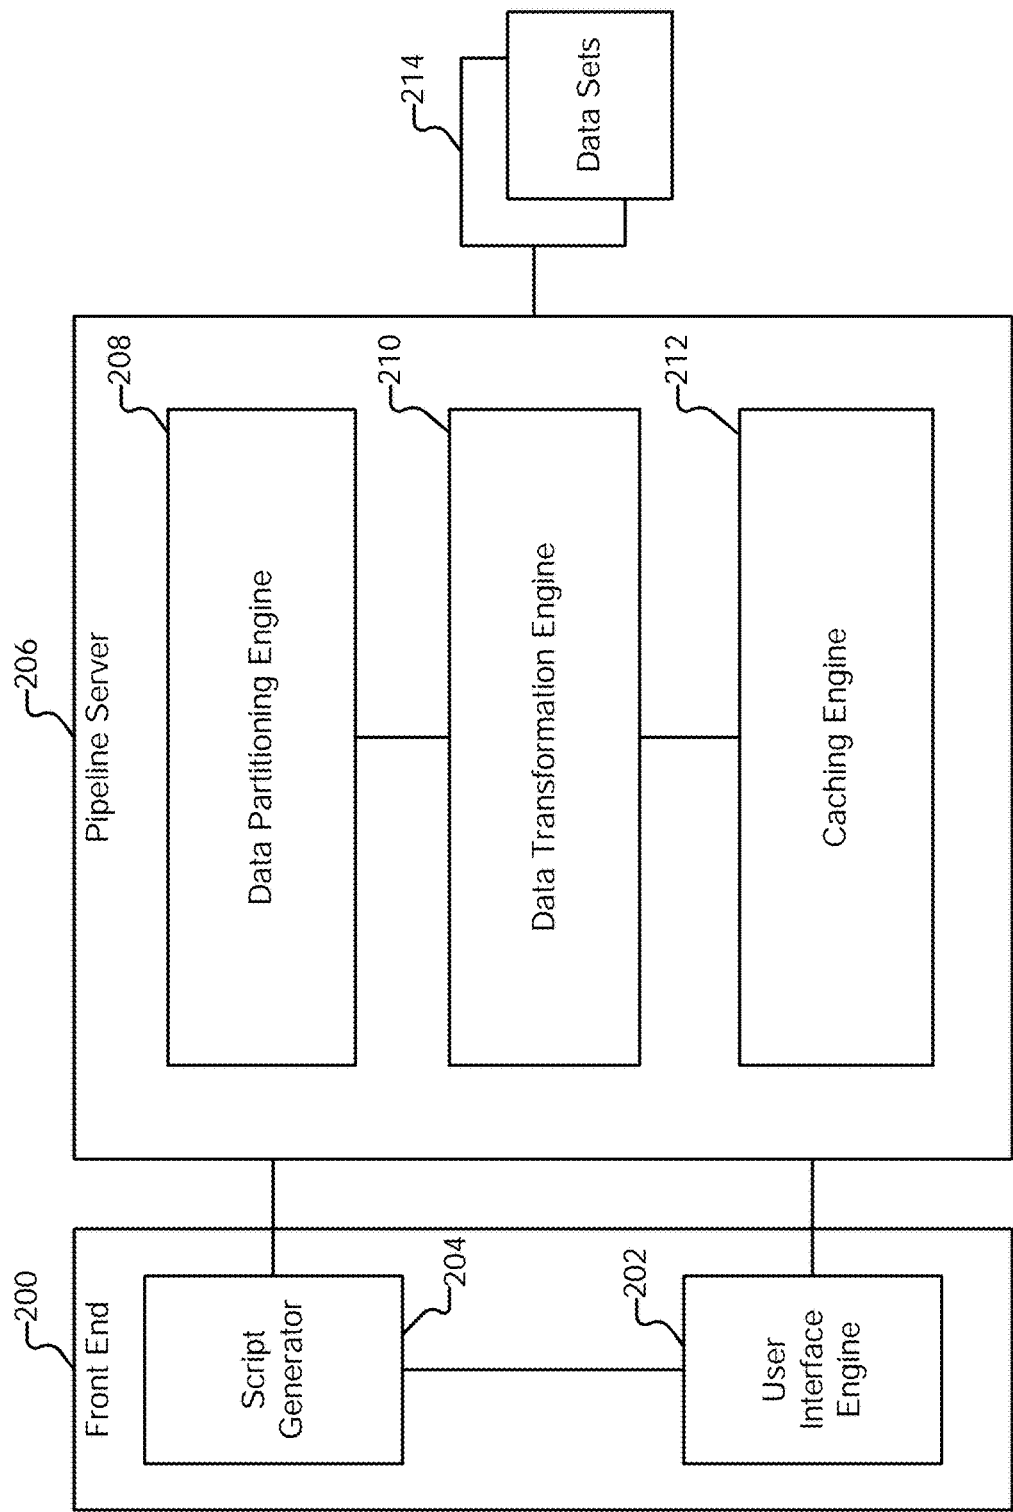 200
Front End
Script
Generator
204
202
User
Interface
Engine
206
Pipeline Server
208
Data Partitioning Engine
210
Data Transformation Engine
212
Caching Engine
214
Data Sets